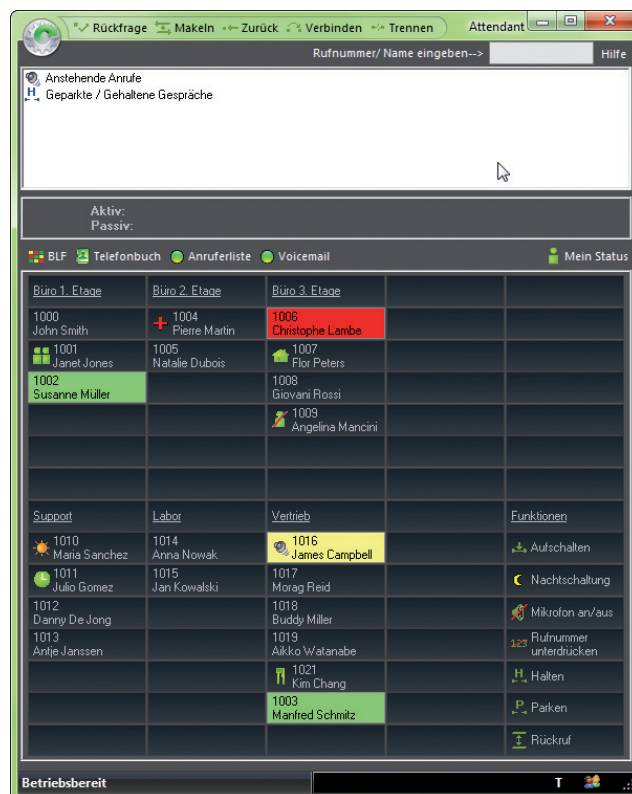 Rückfrage Makeln Zurück Verbinden Trennen Attendant
Rufnummer/ Name eingeben--> Hilfe
Anstehende Anrufe
H Geparkte / Gehaltene Gespräche
Aktiv:
Passiv:
BLF Telefonbuch Anruferliste Voicemail Mein Status
Büro 1. Etage Büro 2. Etage Büro 3. Etage
1000 1004 1006
John Smith Pierre Martin Christophe Lambe
1001 1005 1007
Janet Jones Natalie Dubois Flor Peters
1002 1008
Susanne Müller Giovani Rossi
1009
Angelina Mancini
Support Labor Vertrieb Funktionen
1010 1014 1016 Aufschalten
Maria Sanchez Anna Nowak James Campbell
1011 1015 1017 Nachtschaltung
Julio Gomez Jan Kowalski Morag Reid
1012 1018 Mikrofon an/aus
Danny De Jong Buddy Miller
1013 1019 123 Rufnummer
Antje Janssen Aikko Watanabe unterdrücken
1021 H Halten
Kim Chang
1003 P Parken
Manfred Schmitz
Rückruf
Betriebsbereit T